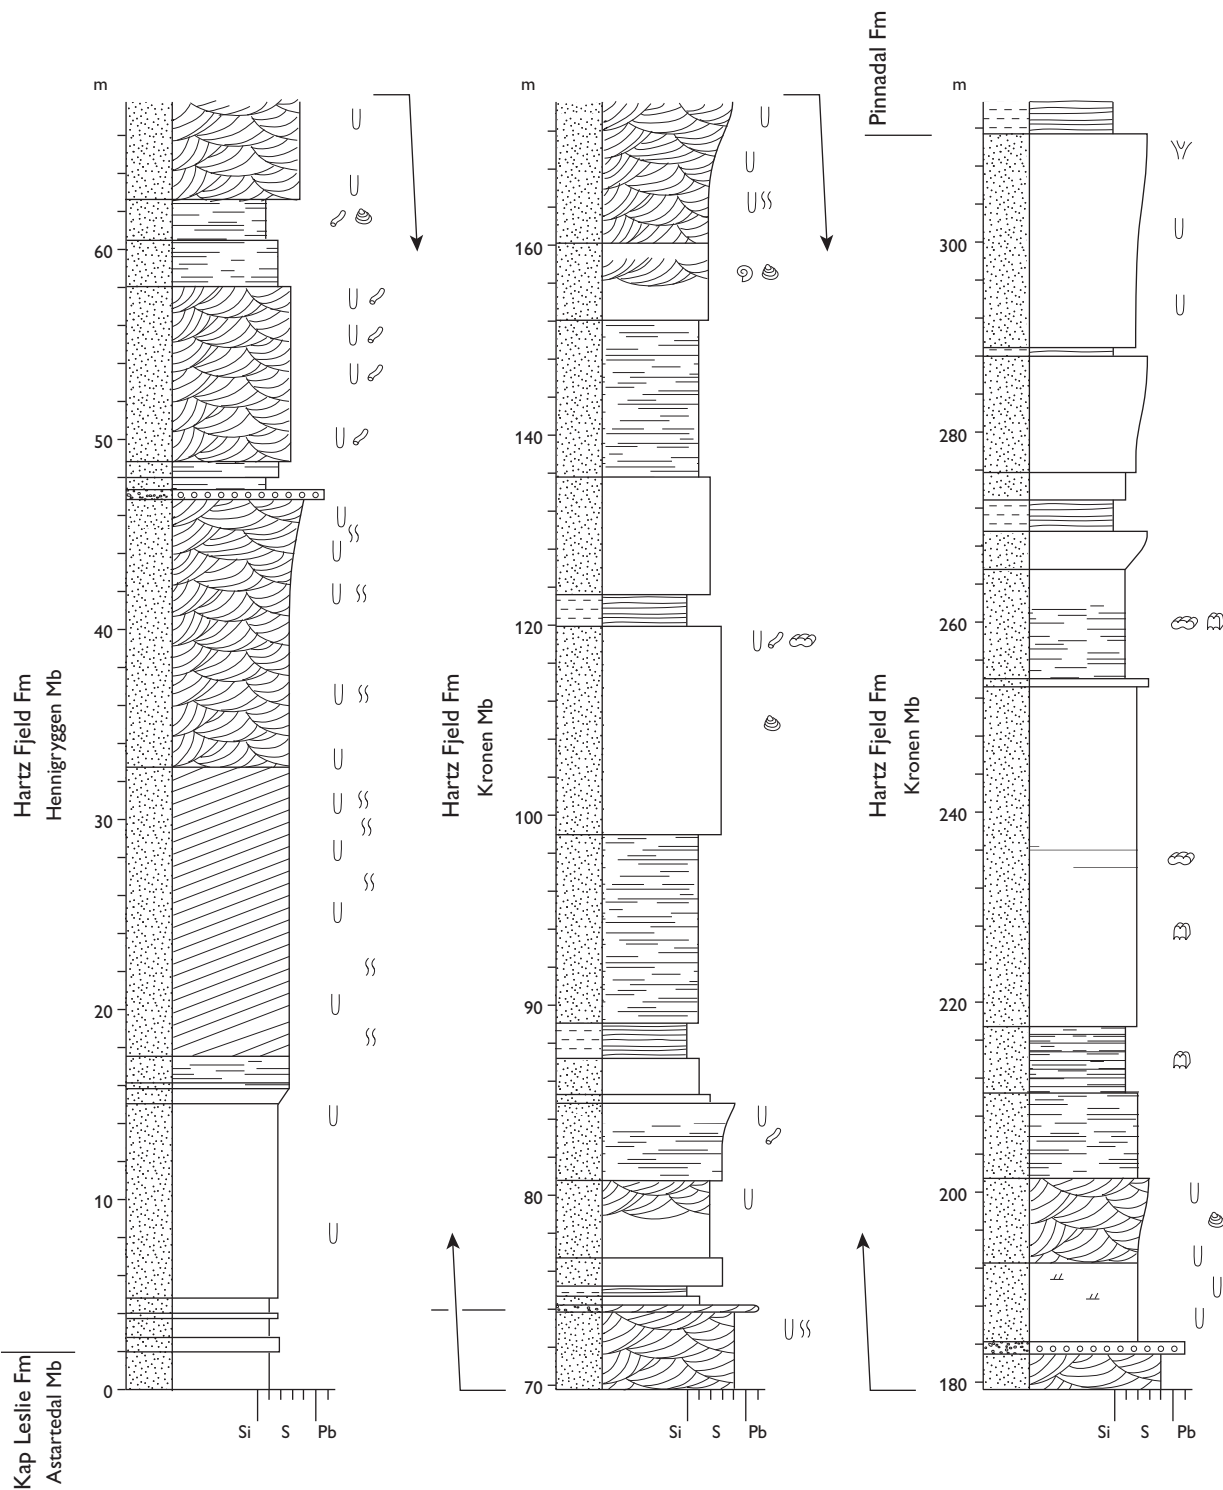 m
60
50
40
30
20
10
0
Hartz Fjeld Fm
Hennigryggen Mb
Kap Leslie Fm
Astartedal Mb
Si S Pb
m
160
140
120
100
90
80
70
Hartz Fjeld Fm
Kronen Mb
Si S Pb
Pinnadal Fm
m
300
280
260
240
220
200
180
Hartz Fjeld Fm
Kronen Mb
Si S Pb